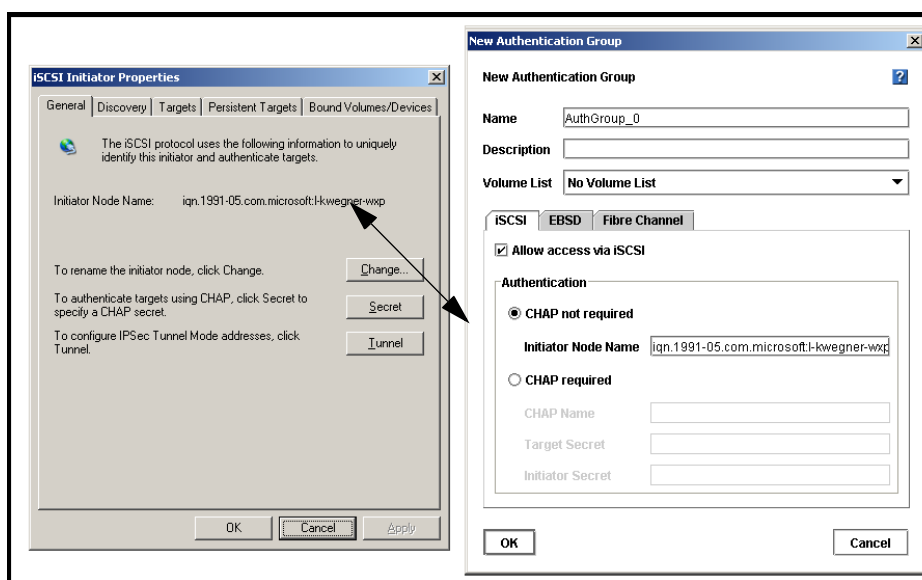 iSCSI Initiator Properties
General Discovery Targets Persistent Targets Bound Volumes/Devices
The iSCSI protocol uses the following information to uniquely
identify this initiator and authenticate targets.
Initiator Node Name: iqn.1991-05.com.microsoft:l-kwegner-wxp
To rename the initiator node, click Change.
Change...
To authenticate targets using CHAP, click Secret to
specify a CHAP secret.
Secret
To configure IPSec Tunnel Mode addresses, click
Tunnel.
Tunnel
OK Cancel Apply
New Authentication Group
New Authentication Group
Name AuthGroup_0
Description
Volume List No Volume List
iSCSI EBSD Fibre Channel
Allow access via iSCSI
Authentication
CHAP not required
Initiator Node Name iqn.1991-05.com.microsoft:l-kwegner-wxp
CHAP required
CHAP Name
Target Secret
Initiator Secret
OK Cancel